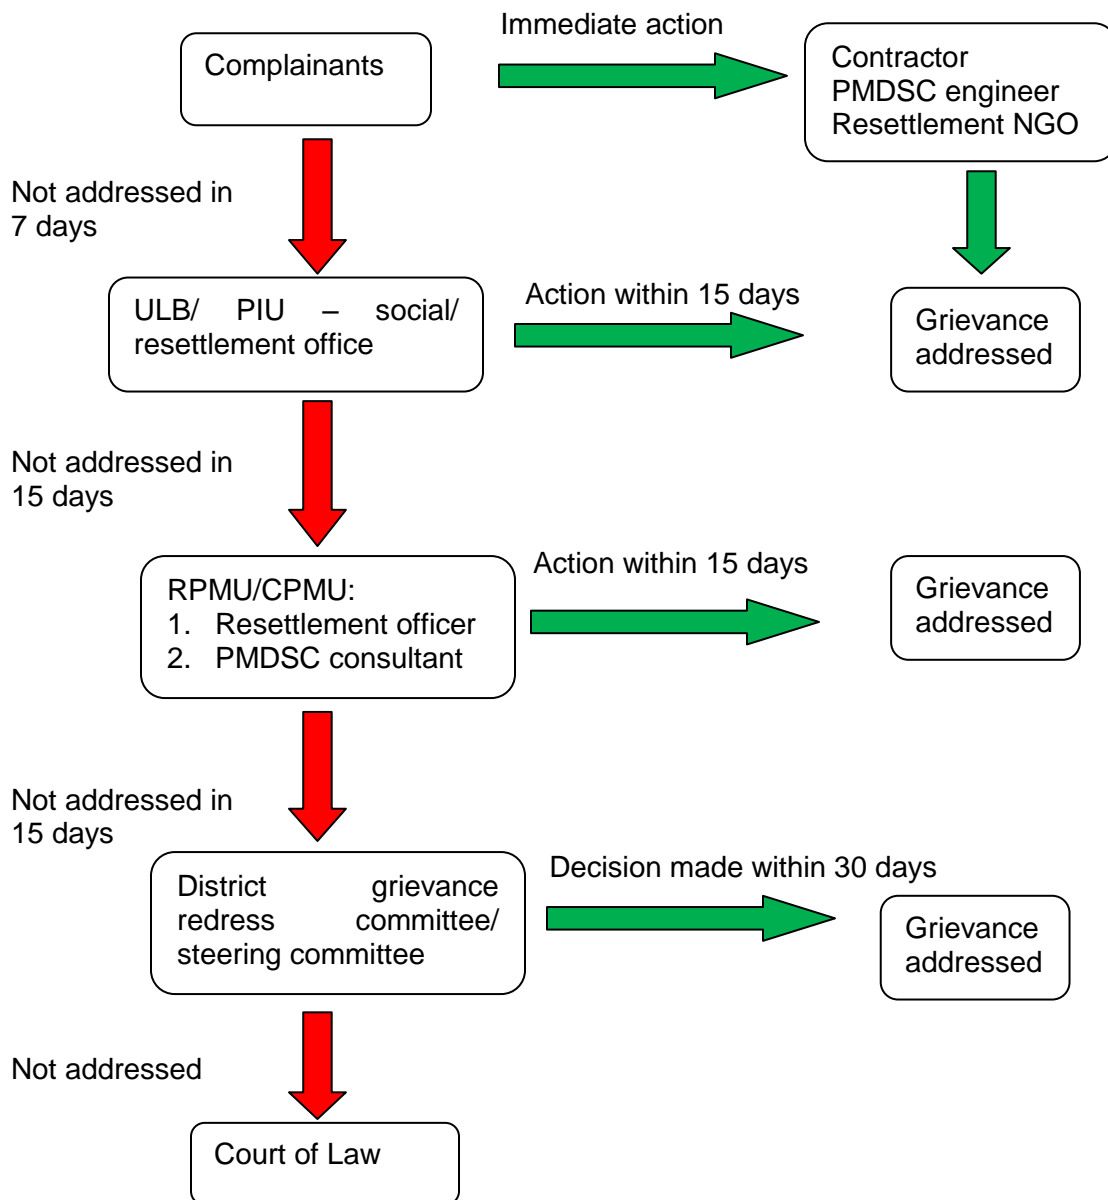 Immediate action
Complainants
Contractor
PMDSC engineer
Resettlement NGO
Not addressed in
7 days
ULB/ PIU – social/
resettlement office
Action within 15 days
Grievance
addressed
Not addressed in
15 days
RPMU/CPMU:
1. Resettlement officer
2. PMDSC consultant
Action within 15 days
Grievance
addressed
Not addressed in
15 days
District grievance
redress committee/
steering committee
Decision made within 30 days
Grievance
addressed
Not addressed
Court of Law